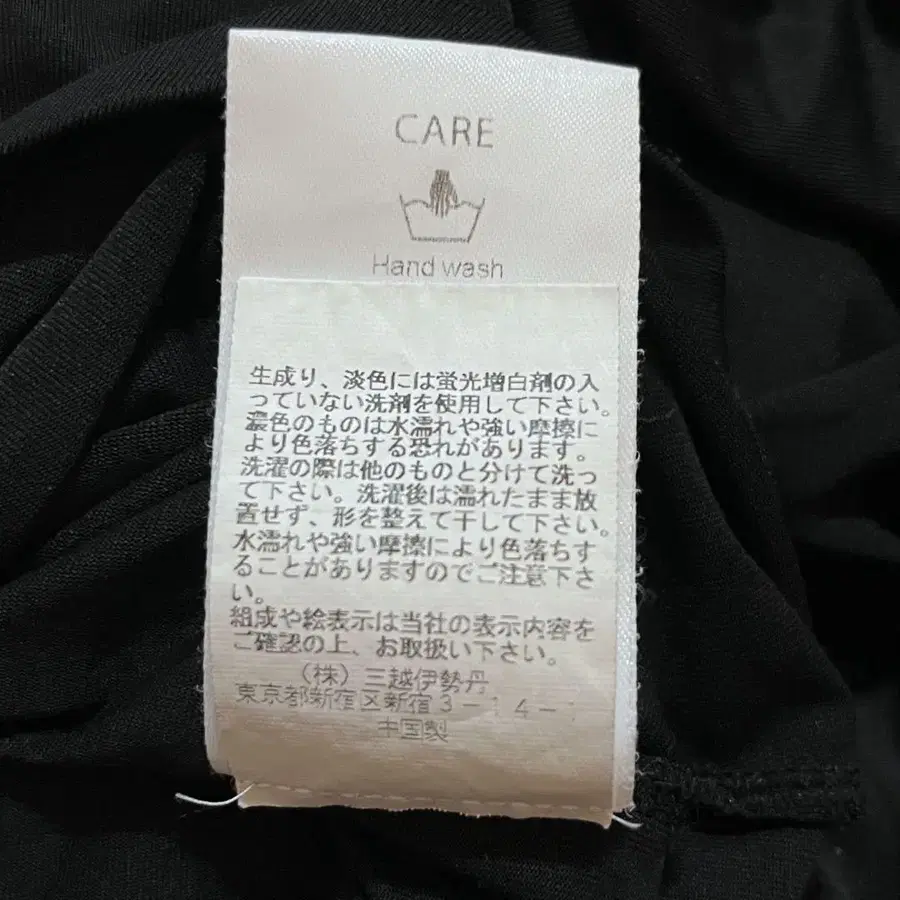 CARE
Hand wash
生成り、淡色には蛍光増白剤の入
っていない洗剤を使用して下さい。
濃色のものは水濡れや強い摩擦に
より色落ちする恐れがあります。
洗濯の際は他のものと分けて洗っ
て下さい。洗濯後は濡れたまま放
置せず、形を整えて干して下さい。
水濡れや強い摩擦により色落ちす
ることがありますのでご注意下さ
い。
組成や絵表示は当社の表示内容を
ご確認の上、お取扱い下さい。
（株）三越伊勢丹
東京都新宿区新宿３－１４－
中国製